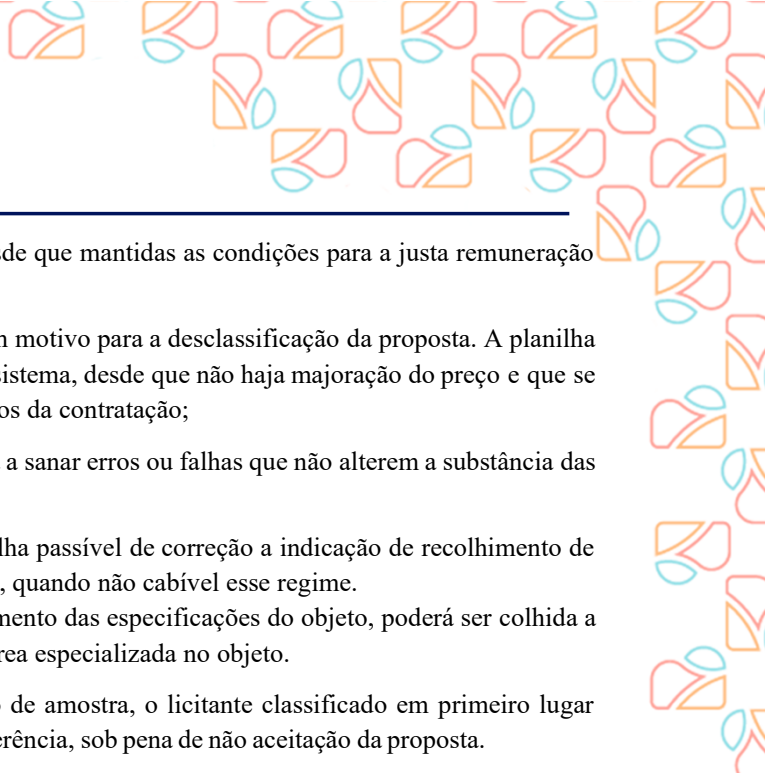 sde que mantidas as condições para a justa remuneração
motivo para a desclassificação da proposta. A planilha
sistema, desde que não haja majoração do preço e que se
os da contratação;
a sanar erros ou falhas que não alterem a substância das
lha passível de correção a indicação de recolhimento de
, quando não cabível esse regime.
mento das especificações do objeto, poderá ser colhida a
rea especializada no objeto.
de amostra, o licitante classificado em primeiro lugar
erência, sob pena de não aceitação da proposta.